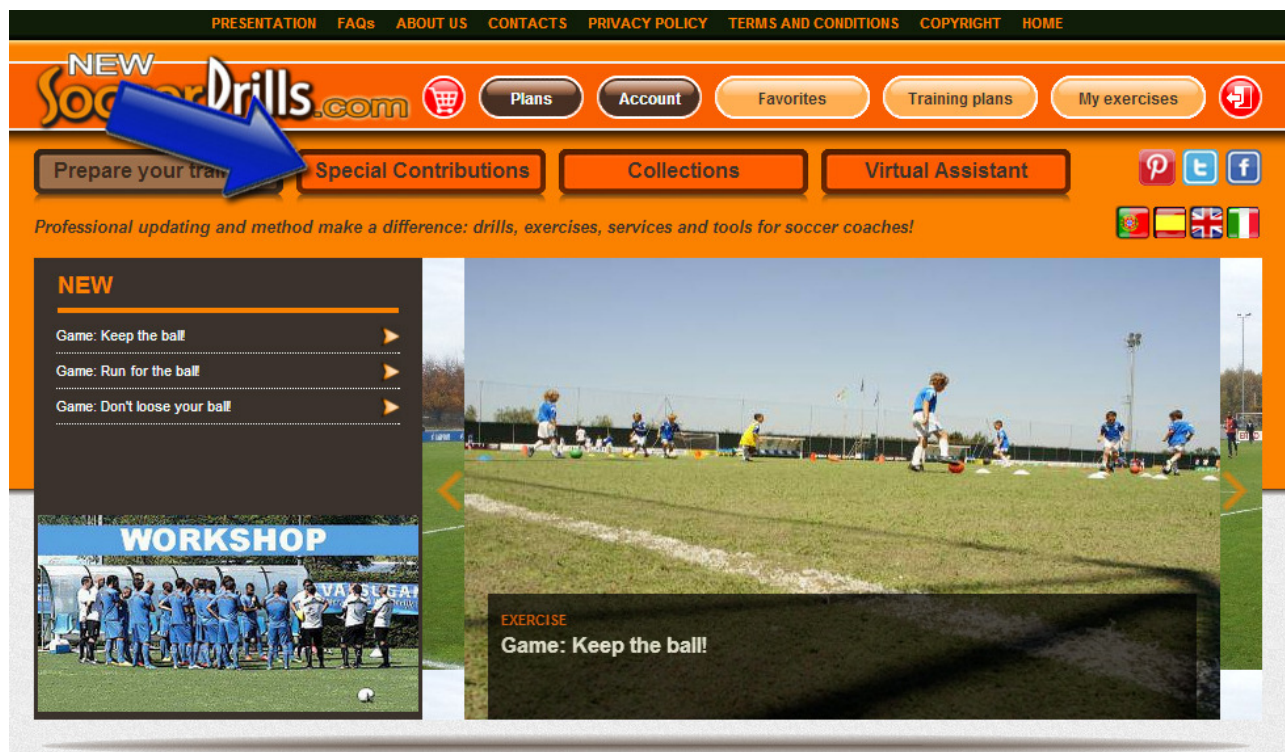 PRESENTATION FAQs ABOUT US CONTACTS PRIVACY POLICY TERMS AND CONDITIONS COPYRIGHT HOME
NEW
Drills.com
Plans Account Favorites Training plans My exercises
Prepare your Special Contributions Collections Virtual Assistant
Professional updating and method make a difference: drills, exercises, services and tools for soccer coaches!
NEW
Game: Keep the ball!
Game: Run for the ball!
Game: Don't loose your ball!
WORKSHOP
EXERCISE
Game: Keep the ball!